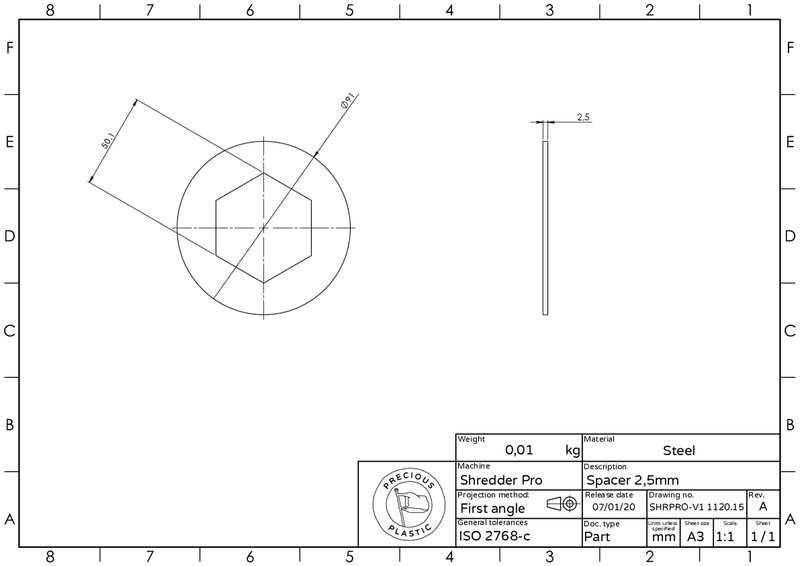 8 7 6 5 4 3 2 1
F F
50,1
Ø91
2,5
E E
D D
C C
B B
A A
Weight
0,01 kg
Material
Steel
Machine
Shredder Pro
Description
Spacer 2,5mm
Projection method:
First angle
Release date
07/01/20
Drawing no.
SHRPRO-V1 1120.15
Rev.
A
General tolerances
ISO 2768-c
Doc. type
Part
Units unless
specified
mm
Sheet size
A3
Scale
1:1
Sheet
1 / 1
PRECIOUS
PLASTIC
8 7 6 5 4 3 2 1